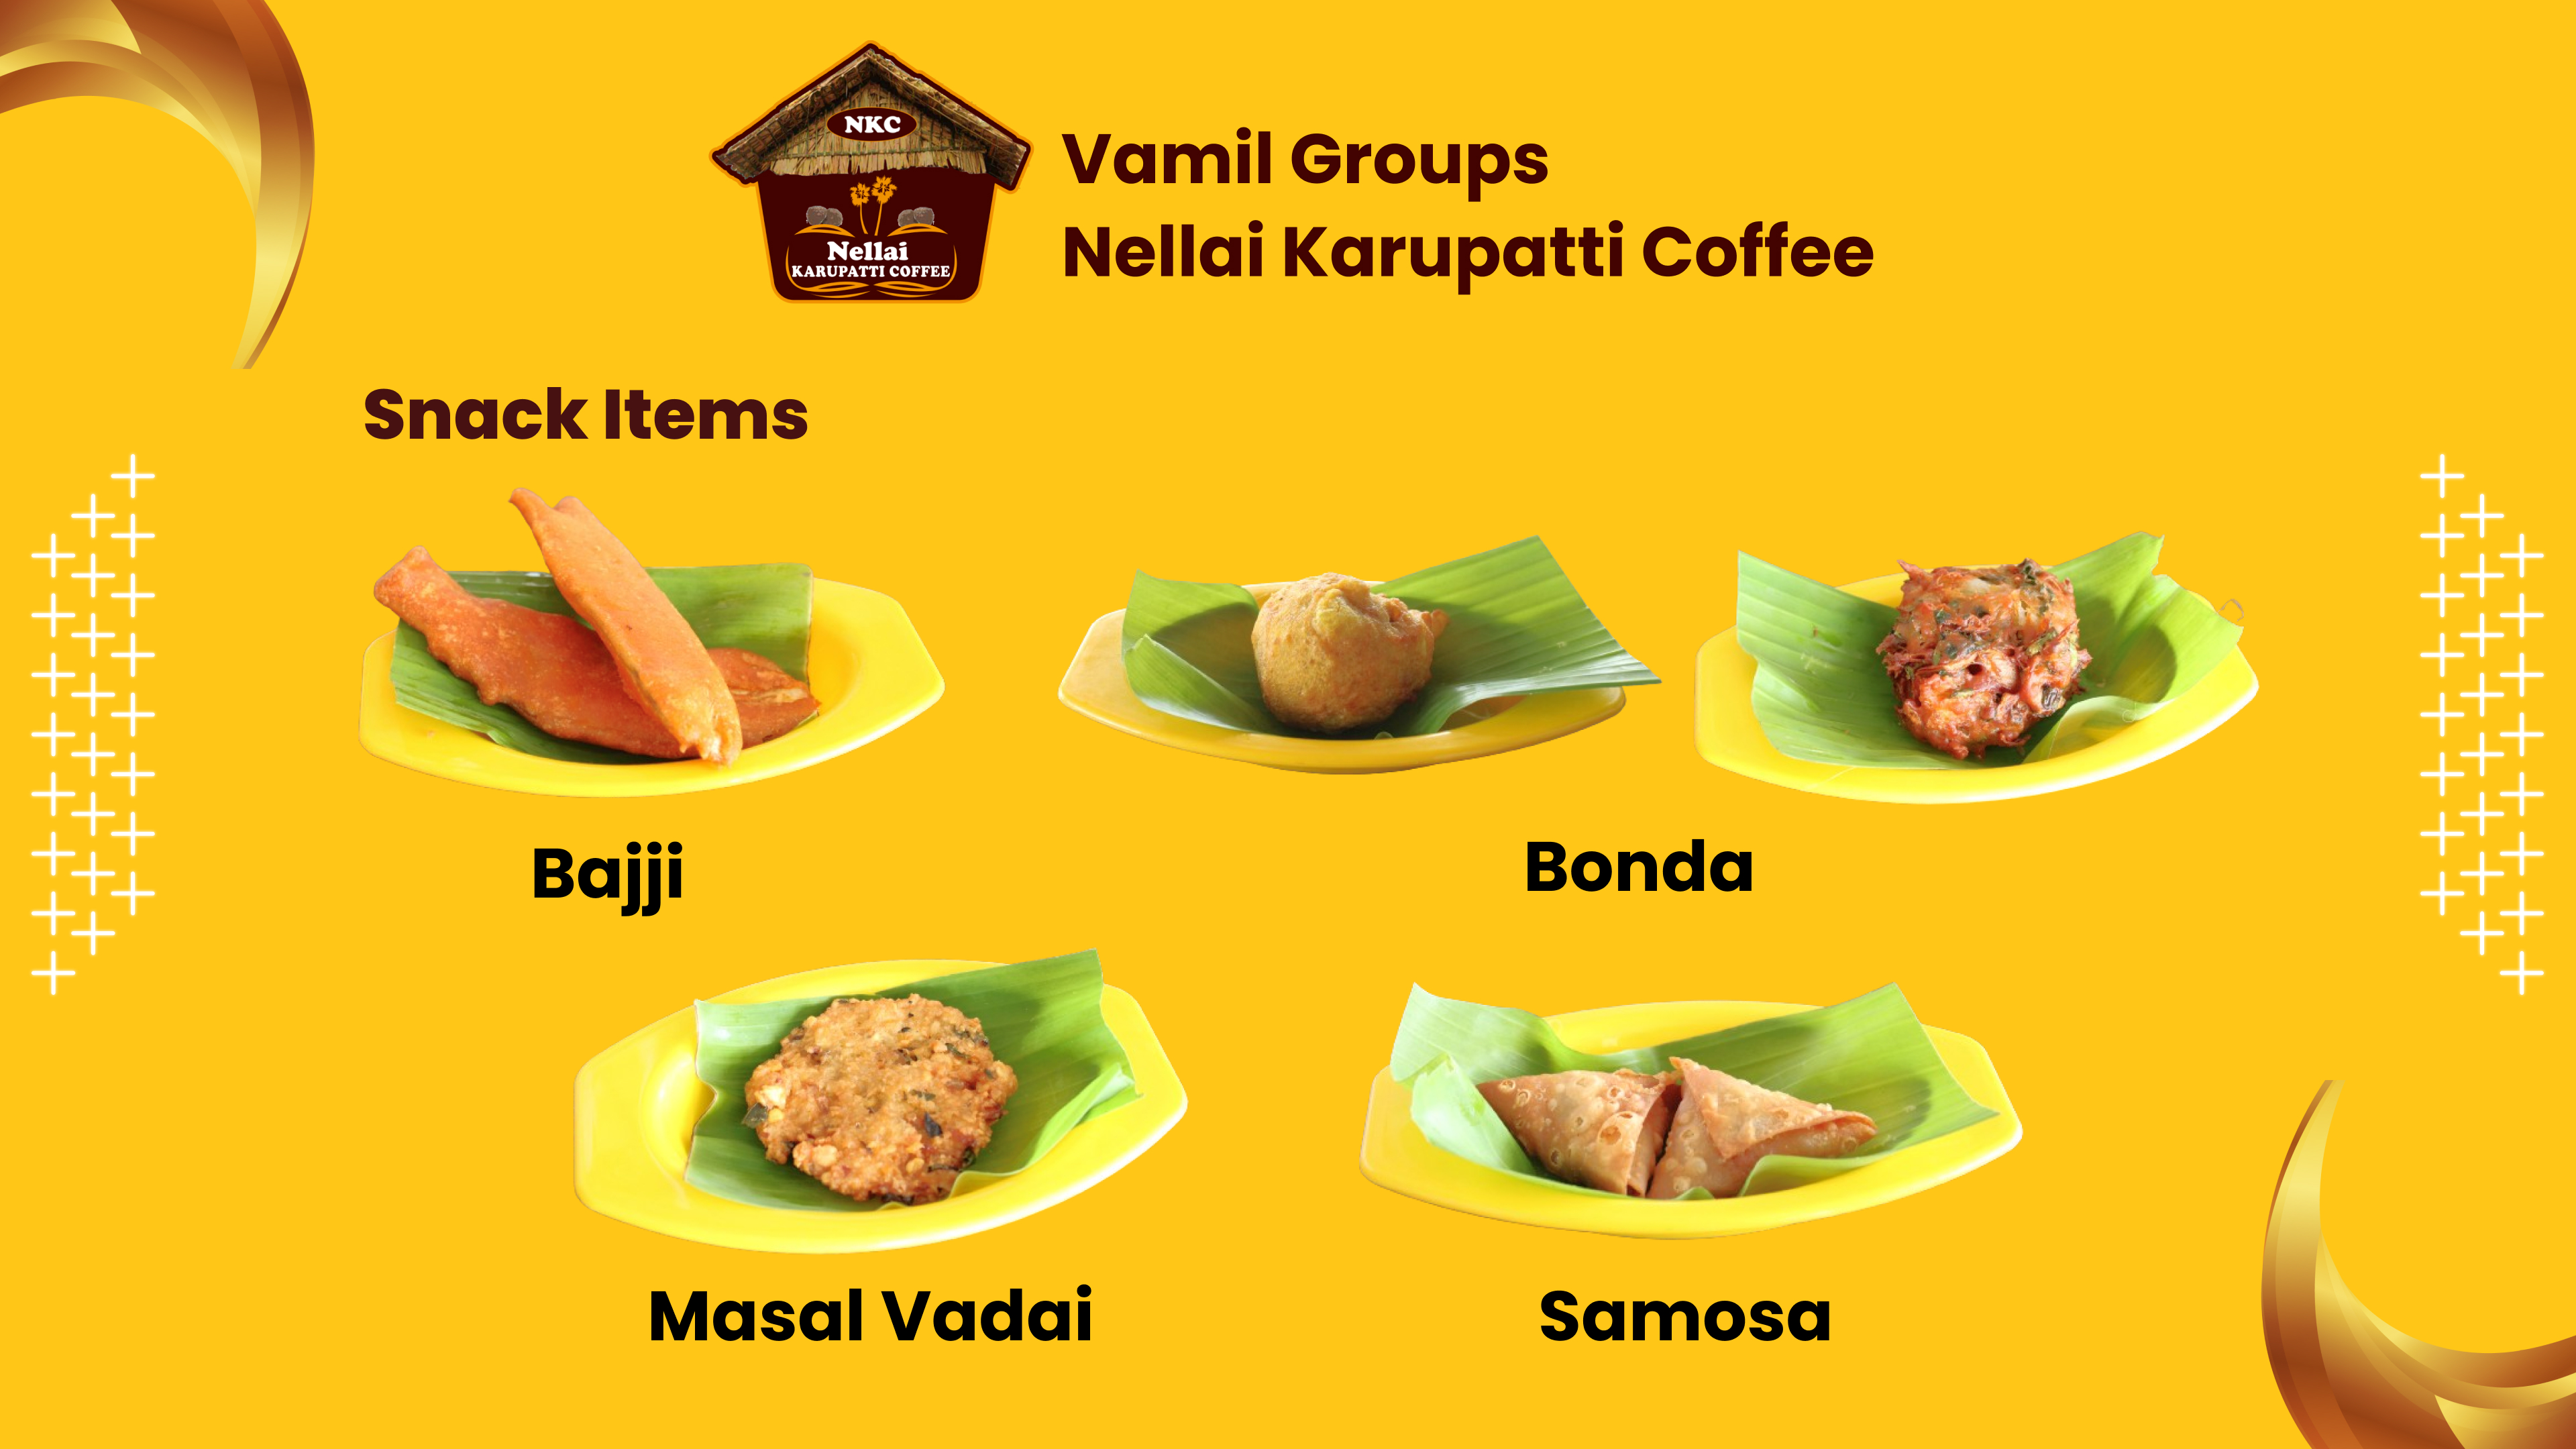 NKC
Nellai
KARUPATTI COFFEE
Vamil Groups
Nellai Karupatti Coffee
Snack Items
Bajji
Bonda
Masal Vadai
Samosa